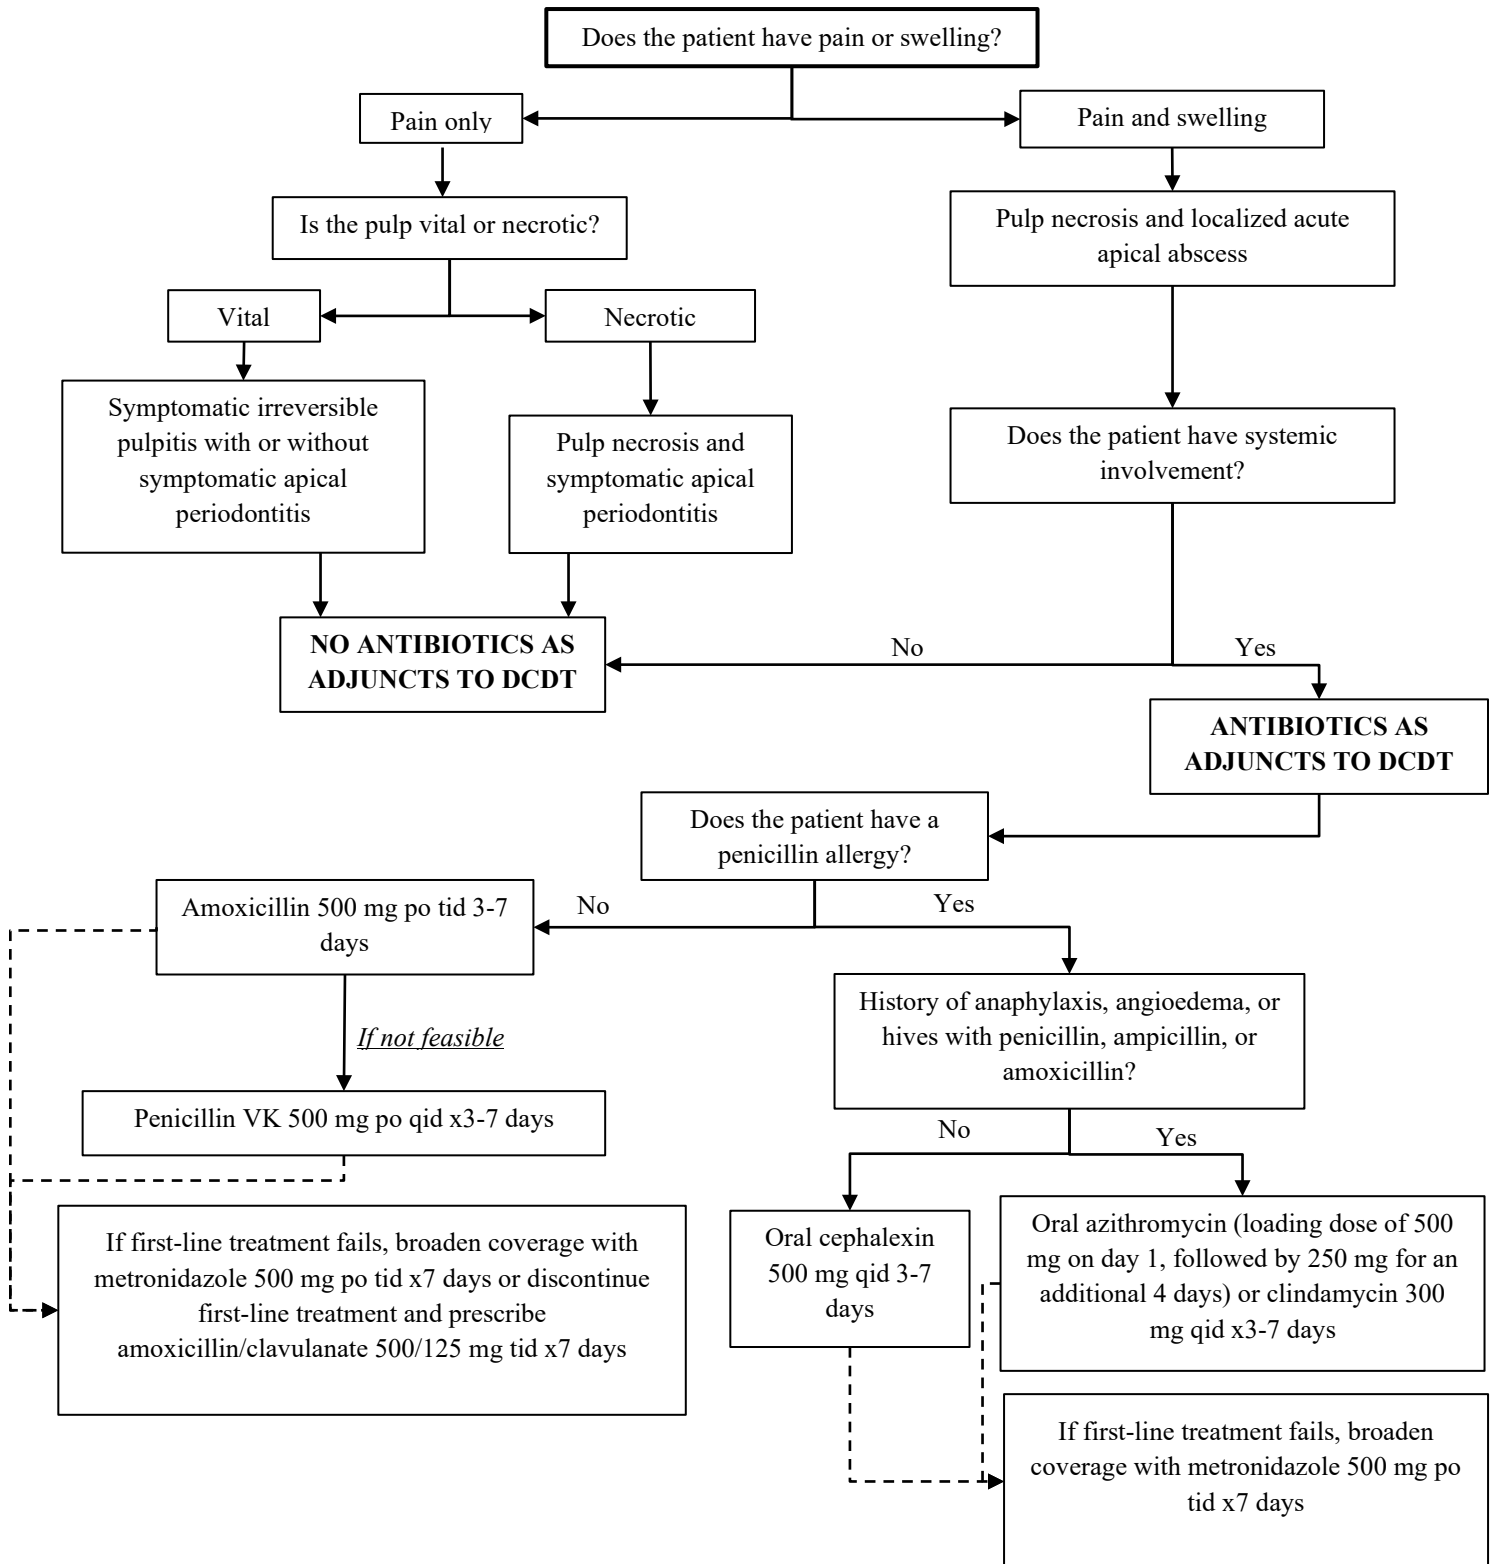 Does the patient have pain or swelling?
Pain only
Pain and swelling
Is the pulp vital or necrotic?
Pulp necrosis and localized acute
apical abscess
Vital
Necrotic
Symptomatic irreversible
pulpitis with or without
symptomatic apical
periodontitis
Pulp necrosis and
symptomatic apical
periodontitis
Does the patient have systemic
involvement?
NO ANTIBIOTICS AS
ADJUNCTS TO DCDT
No
Yes
ANTIBIOTICS AS
ADJUNCTS TO DCDT
Does the patient have a
penicillin allergy?
No
Yes
Amoxicillin 500 mg po tid 3-7
days
If not feasible
Penicillin VK 500 mg po qid x3-7 days
History of anaphylaxis, angioedema, or
hives with penicillin, ampicillin, or
amoxicillin?
No
Yes
If first-line treatment fails, broaden coverage with
metronidazole 500 mg po tid x7 days or discontinue
first-line treatment and prescribe
amoxicillin/clavulanate 500/125 mg tid x7 days
Oral cephalexin
500 mg qid 3-7
days
Oral azithromycin (loading dose of 500
mg on day 1, followed by 250 mg for an
additional 4 days) or clindamycin 300
mg qid x3-7 days
If first-line treatment fails, broaden
coverage with metronidazole 500 mg po
tid x7 days